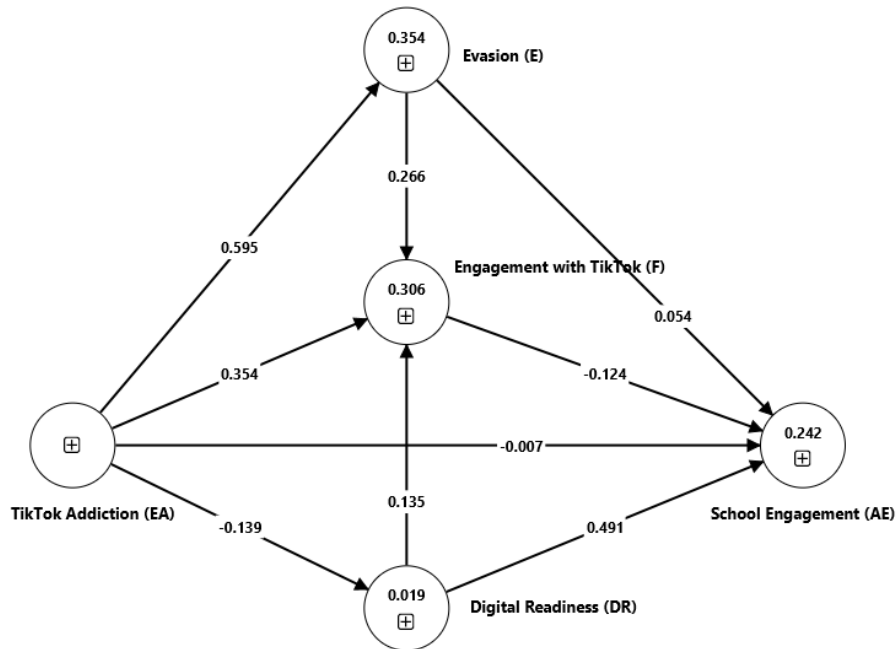 0.354
Evasion (E)
0.266
0.595
Engagement with TikTok (F)
0.306
0.054
0.354
-0.124
0.242
-0.007
TikTok Addiction (EA)
School Engagement (AE)
0.135
-0.139
0.491
0.019
Digital Readiness (DR)